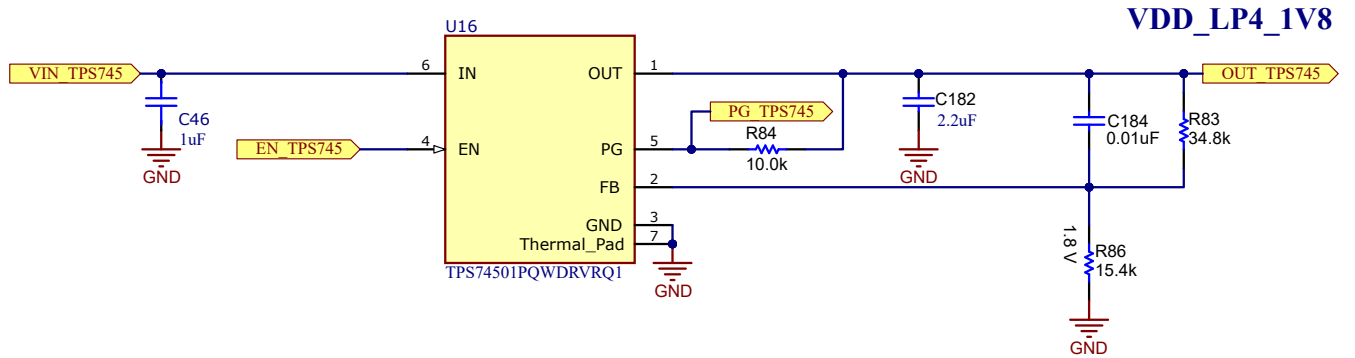 VDD_LP4_1V8
U16
VIN_TPS745
6
IN
OUT
1
OUT_TPS745
C46
1uF
GND
EN_TPS745
4
EN
PG_TPS745
R84
10.0k
PG
5
FB
2
GND
3
Thermal_Pad
7
TPS74501PQWDRVRQ1
GND
C182
2.2uF
GND
C184
0.01uF
R83
34.8k
1.8 V
R86
15.4k
GND